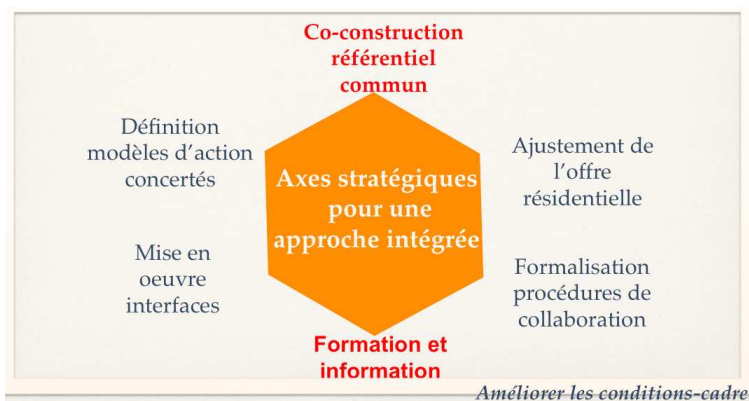 Co-construction
référentiel
commun
Définition
modèles d'action
concertés
Ajustement de
l'offre
résidentielle
Axes stratégiques
pour une
approche intégrée
Mise en
oeuvre
interfaces
Formalisation
procédures de
collaboration
Formation et
information
Améliorer les conditions-cadre